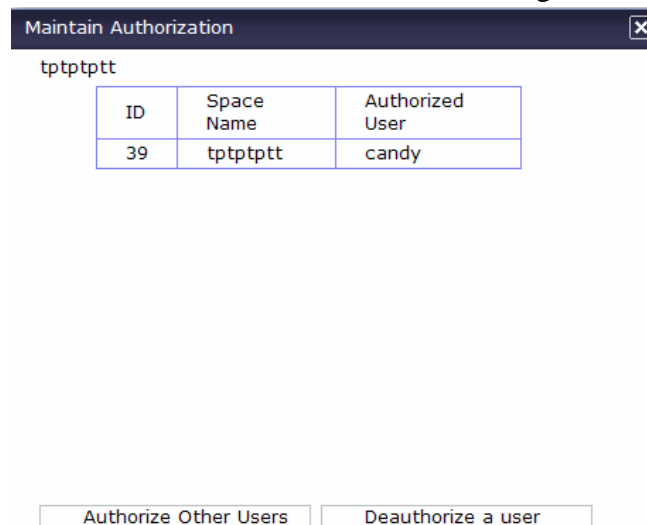 Maintain Authorization
tptptptt
ID Space Name Authorized User
39 tptptptt candy
Authorize Other Users Deauthorize a user